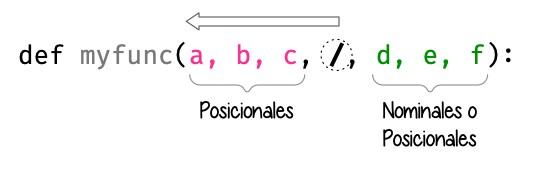 def myfunc(a, b, c, /, d, e, f):
Posicionales
Nominales o
Posicionales